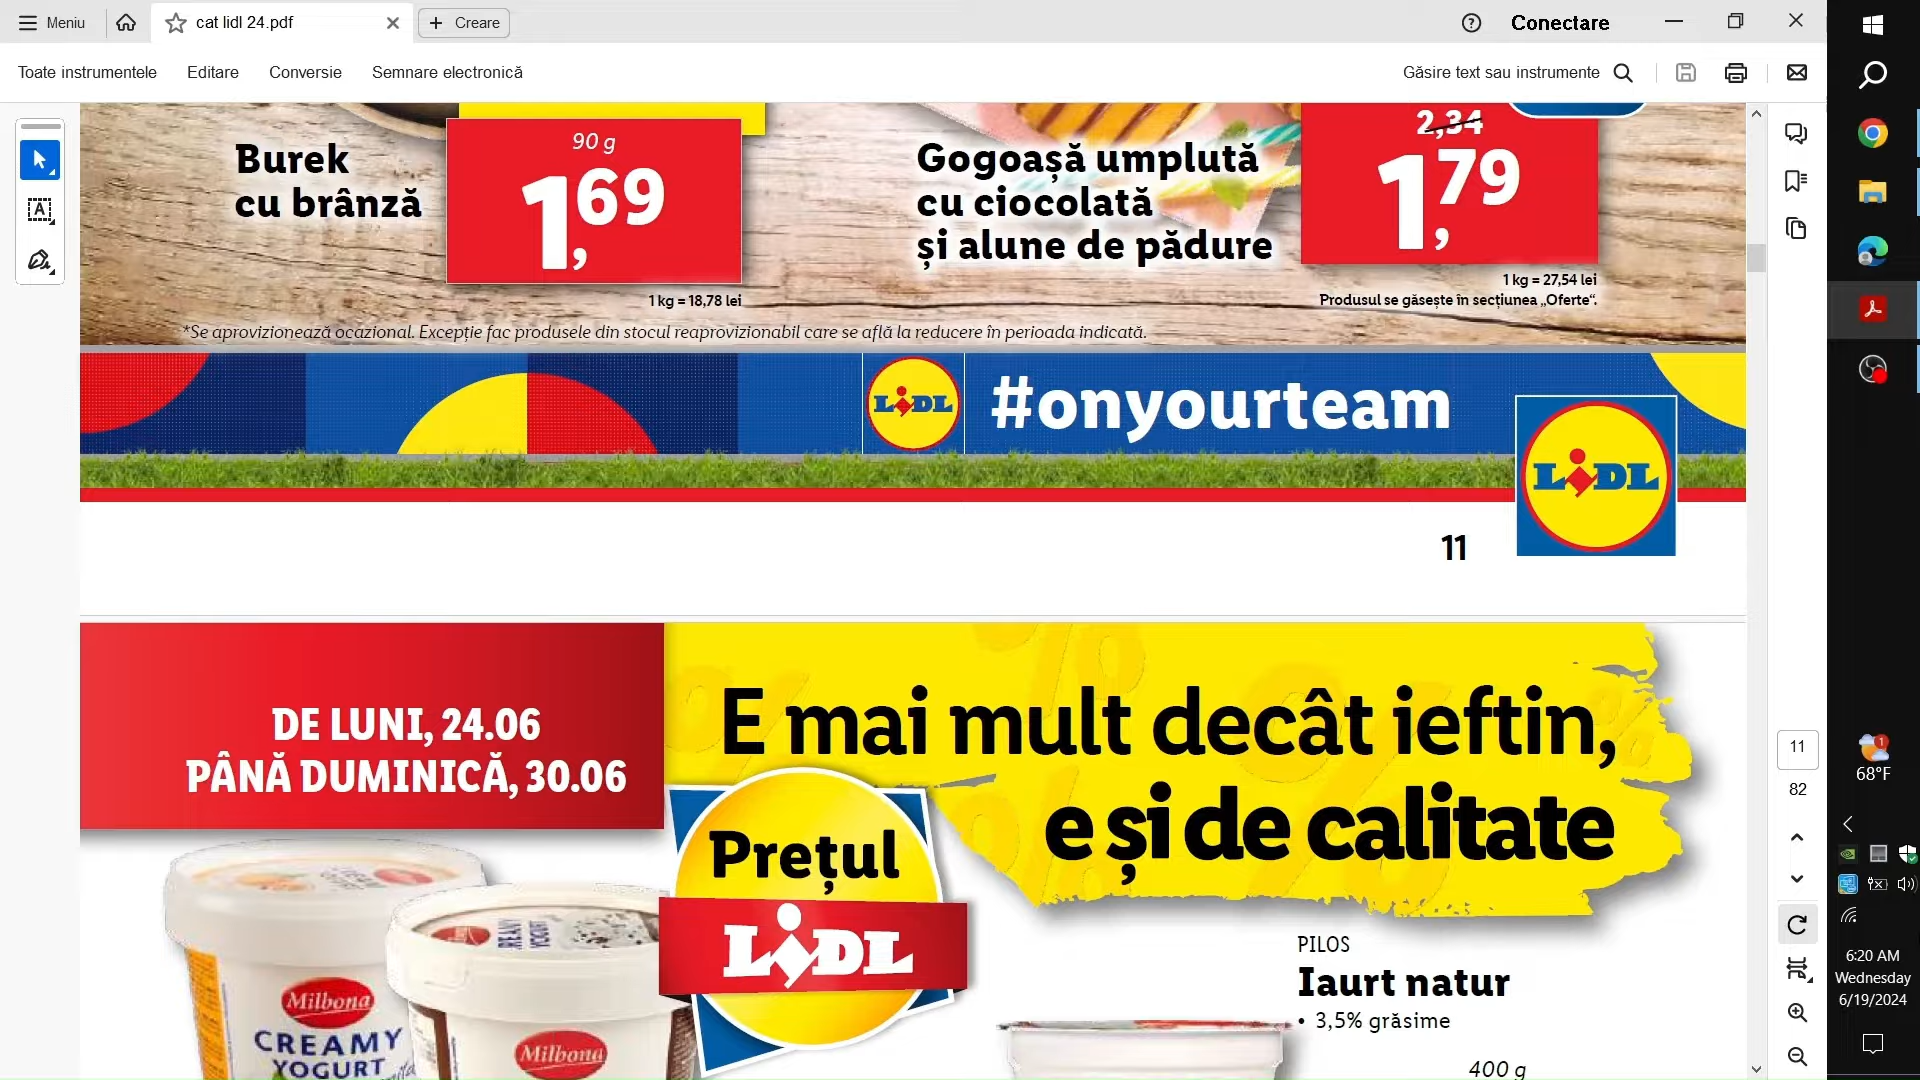 Meniu
cat lidl 24.pdf
Creare
Conectare
Toate instrumentele
Editare
Conversie
Semnare electronică
Găsire text sau instrumente
Burek
cu brânză
90 g
1,69
1 kg = 18,78 lei
Gogoașă umplută
cu ciocolată
și alune de pădure
2,34
1,79
1 kg = 27,54 lei
Produsul se găsește în secțiunea „Oferte“.
*Se aprovizionează ocazional. Excepție fac produsele din stocul reaprovizionabil care se află la reducere în perioada indicată.
LIDL
#onyourteam
LIDL
11
DE LUNI, 24.06
PÂNĂ DUMINICĂ, 30.06
E mai mult decât ieftin,
e și de calitate
Prețul
LIDL
Milbona
CREAMY
YOGURT
Milbona
PILOS
Iaurt natur
• 3,5% grăsime
400 g
11
82
1
68°F
6:20 AM
Wednesday
6/19/2024